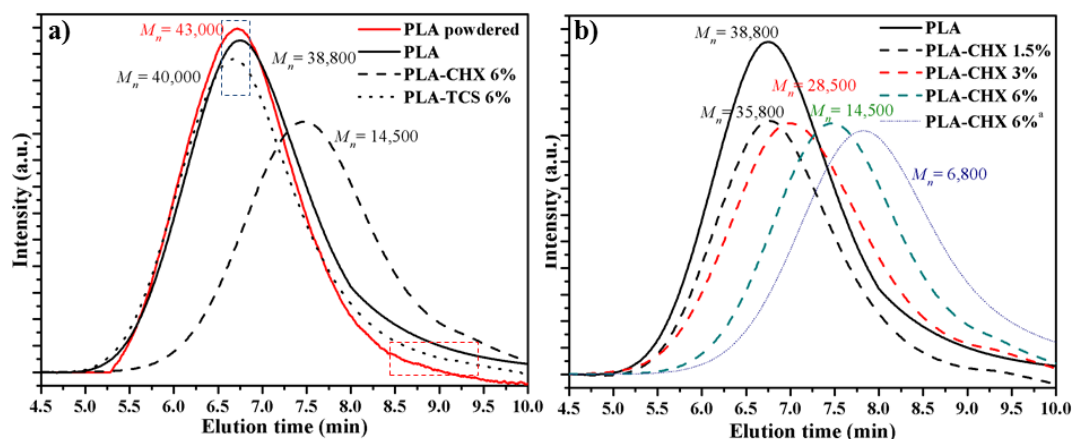 a)
Mn = 43,000
Mn = 38,800
Mn = 40,000
Mn = 14,500
PLA powdered
PLA
PLA-CHX 6%
PLA-TCS 6%
Intensity (a.u.)
4.5 5.0 5.5 6.0 6.5 7.0 7.5 8.0 8.5 9.0 9.5 10.0
Elution time (min)
b)
Mn = 38,800
Mn = 28,500
Mn = 35,800
Mn = 14,500
Mn = 6,800
PLA
PLA-CHX 1.5%
PLA-CHX 3%
PLA-CHX 6%
PLA-CHX 6%a
Intensity (a.u.)
4.5 5.0 5.5 6.0 6.5 7.0 7.5 8.0 8.5 9.0 9.5 10.0
Elution time (min)